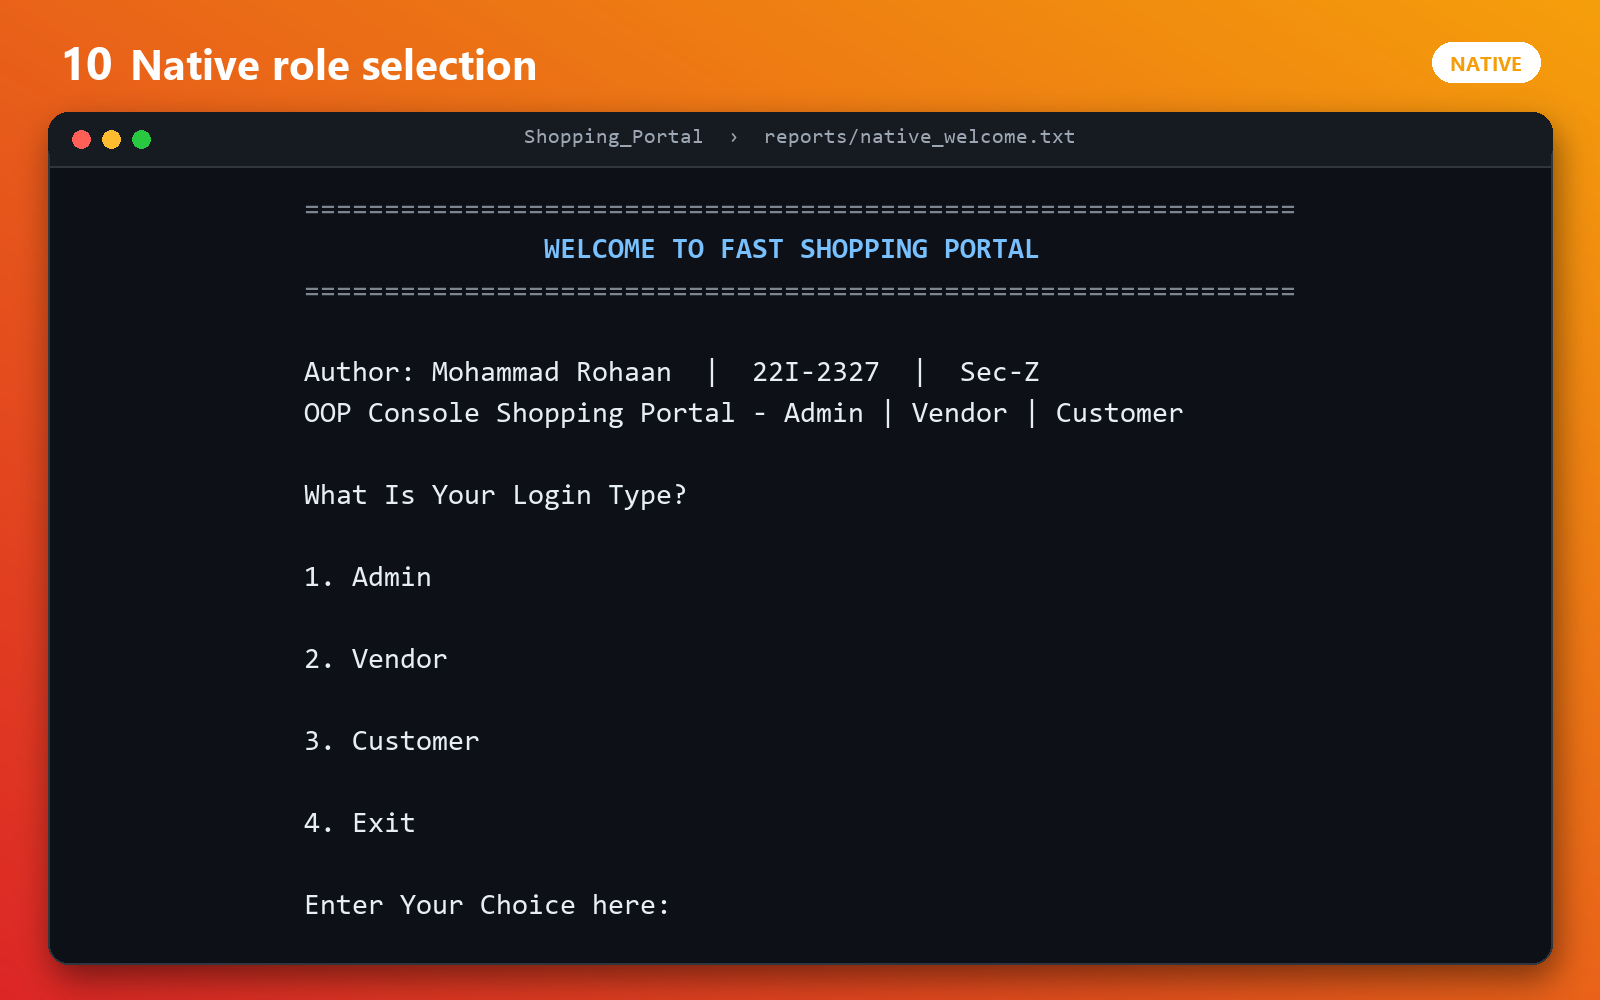 10 Native role selection
NATIVE
Shopping_Portal › reports/native_welcome.txt
==============================================================
WELCOME TO FAST SHOPPING PORTAL
==============================================================
Author: Mohammad Rohaan | 22I-2327 | Sec-Z
OOP Console Shopping Portal - Admin | Vendor | Customer
What Is Your Login Type?
1. Admin
2. Vendor
3. Customer
4. Exit
Enter Your Choice here: